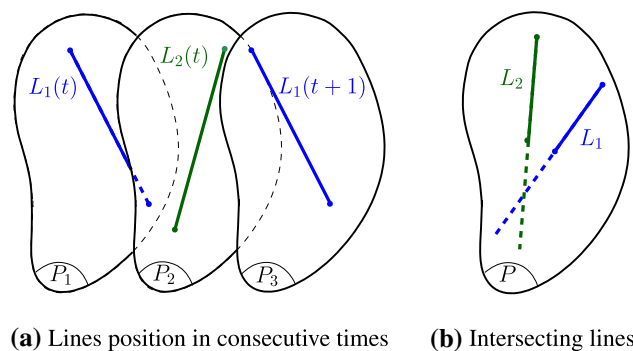 L₁(t)
L₂(t)
L₁(t + 1)
P₁
P₂
P₃
L₂
L₁
P
(a) Lines position in consecutive times
(b) Intersecting lines